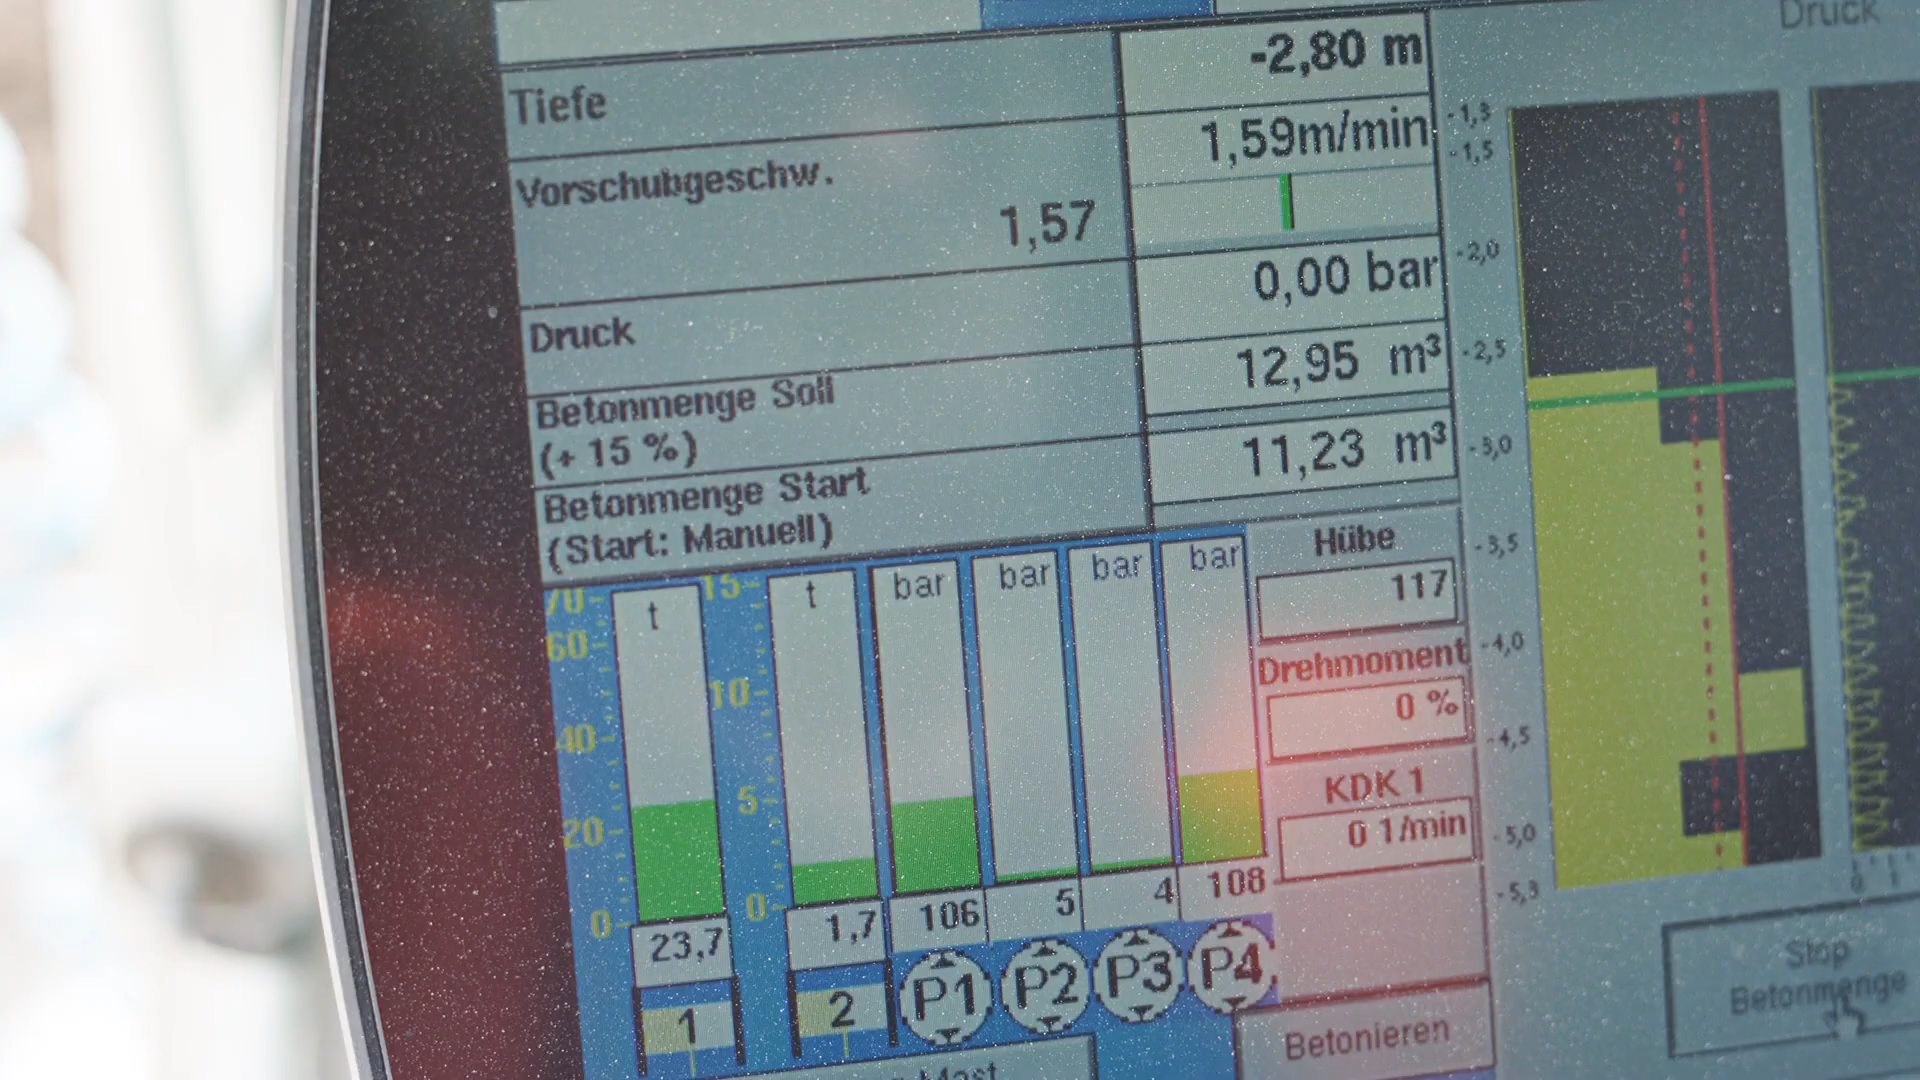 Druck
Tiefe
-2,80 m
Vorschubgeschw.
1,59m/min
1,57
Druck
0,00 bar
Betonmenge Soll
(+ 15 %)
12,95 m³
Betonmenge Start
(Start: Manuell)
11,23 m³
-1,3
-1,5
-2,0
-2,5
-3,0
-3,5
-4,0
-4,5
-5,0
-5,3
70
60
40
20
0
15
10
5
0
t
t
bar
bar
bar
bar
23,7
1,7
106
5
4
108
1
2
P1
P2
P3
P4
Hübe
117
Drehmoment
0 %
KDK 1
0 1/min
Betonieren
Mast
0 1
Stop
Betonmenge